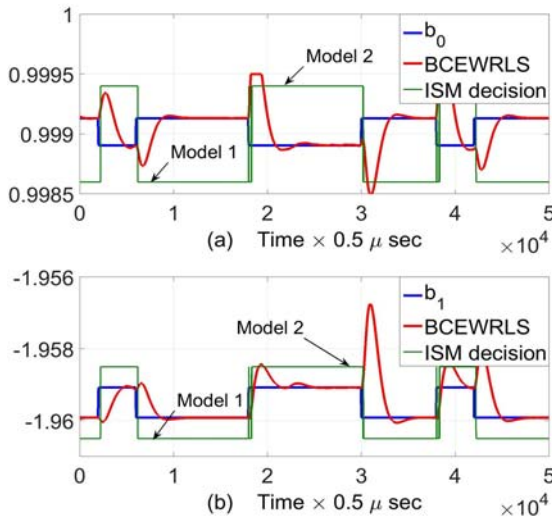 1
0.9995
0.999
0.9985
Model 2
Model 1
b0
BCEWRLS
ISM decision
0 1 2 3 4 5
(a) Time × 0.5 μ sec
×10^4
-1.956
-1.958
-1.96
Model 2
Model 1
b1
BCEWRLS
ISM decision
0 1 2 3 4 5
(b) Time × 0.5 μ sec
×10^4